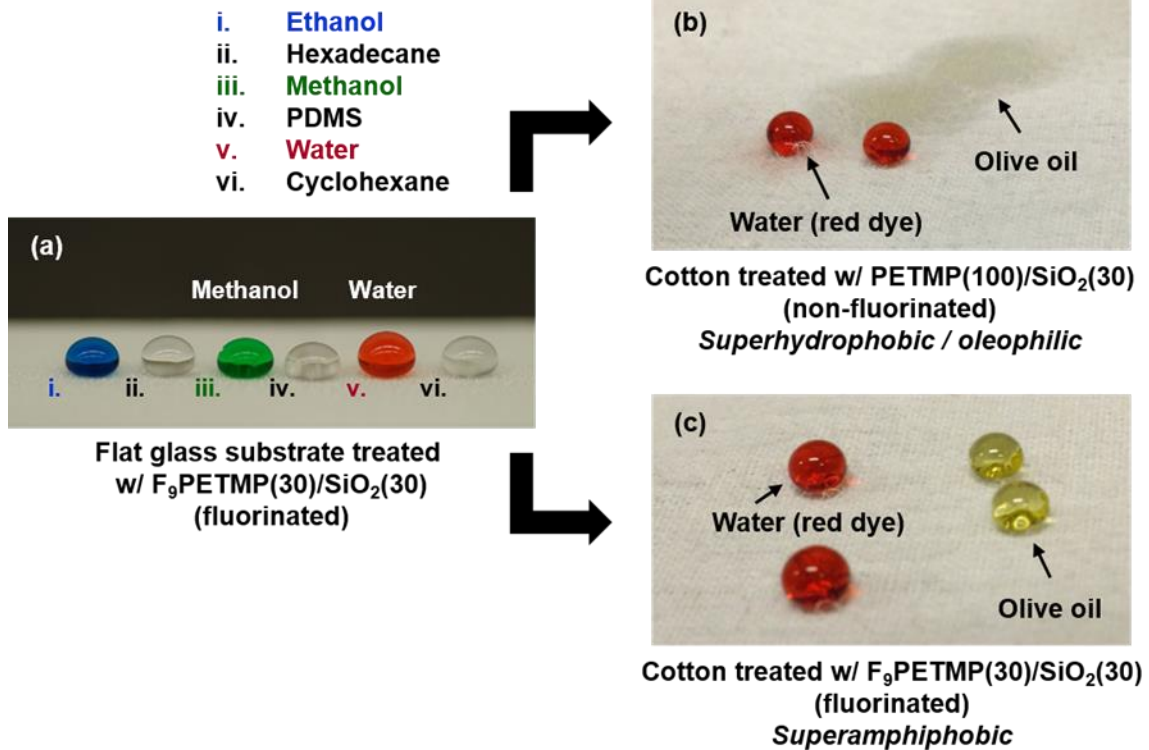 i. Ethanol
ii. Hexadecane
iii. Methanol
iv. PDMS
v. Water
vi. Cyclohexane
(a)
Methanol Water
i. ii. iii. iv. v. vi.
Flat glass substrate treated
w/ F₉PETMP(30)/SiO₂(30)
(fluorinated)
(b)
Olive oil
Water (red dye)
Cotton treated w/ PETMP(100)/SiO₂(30)
(non-fluorinated)
Superhydrophobic / oleophilic
(c)
Water (red dye)
Olive oil
Cotton treated w/ F₉PETMP(30)/SiO₂(30)
(fluorinated)
Superamphiphobic